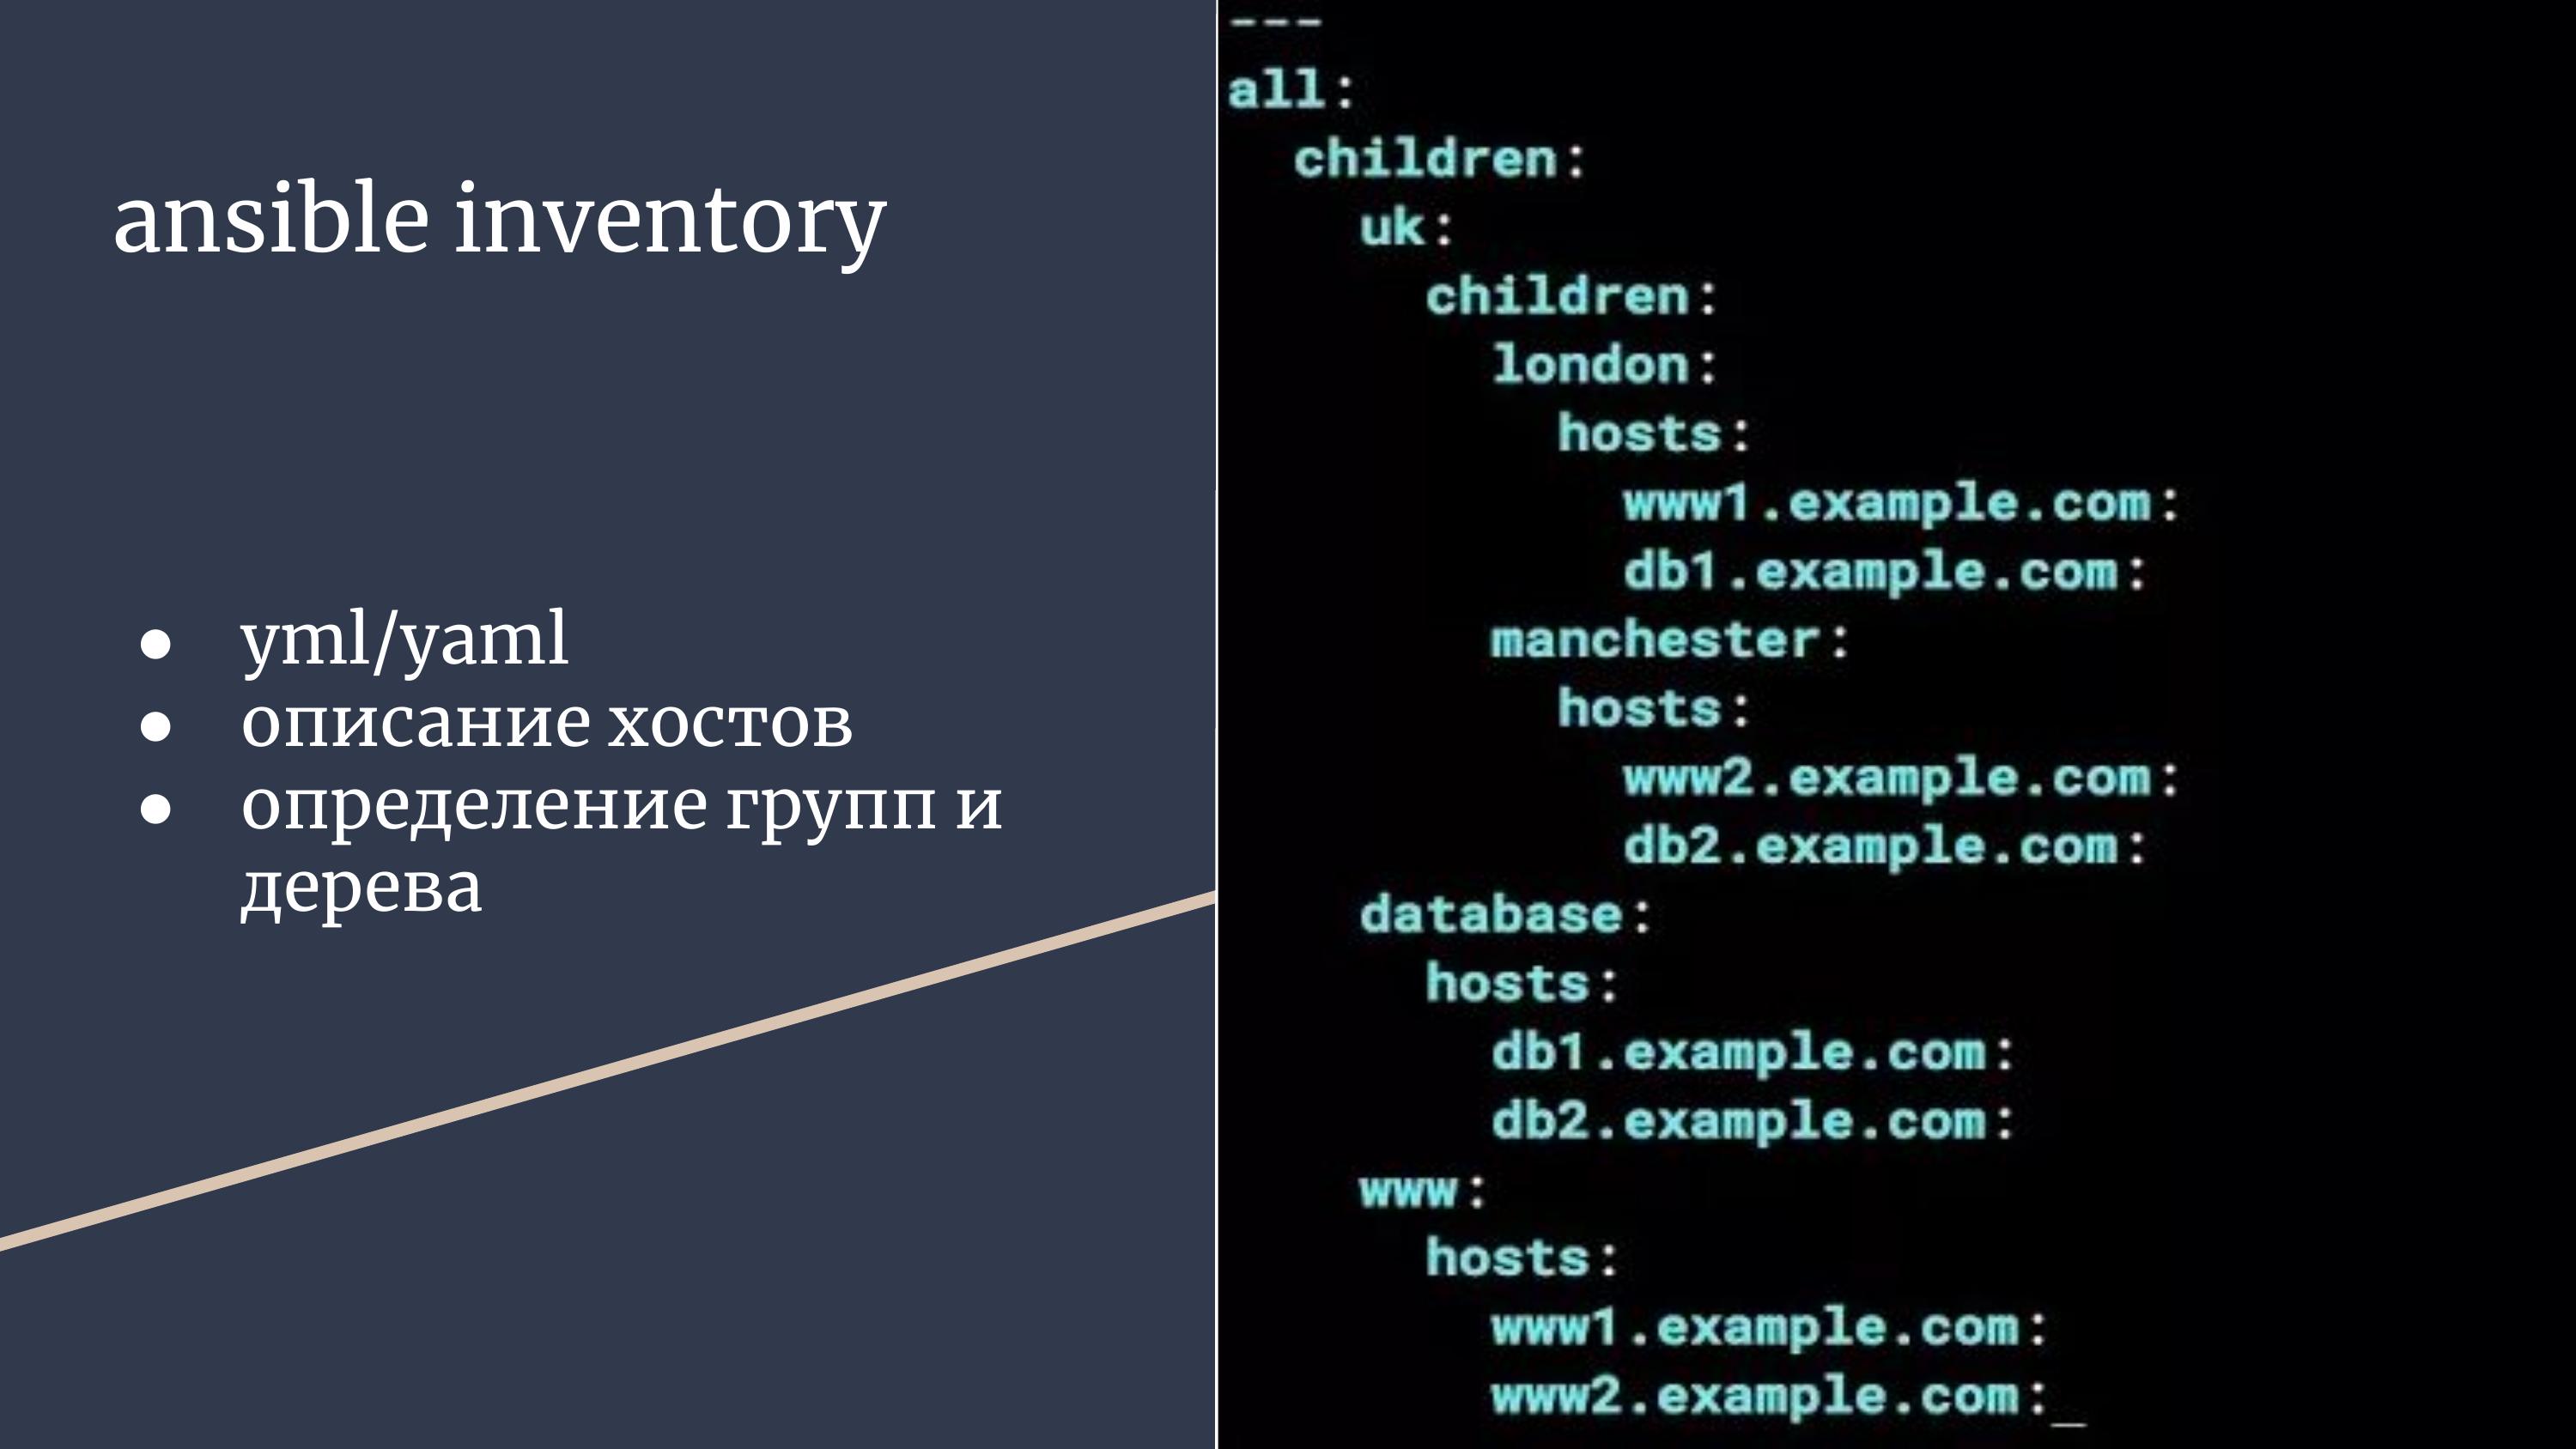 ansible inventory
● yml/yaml
● описание хостов
● определение групп и
дерева
---
all:
  children:
    uk:
      children:
        london:
          hosts:
            www1.example.com:
            db1.example.com:
        manchester:
          hosts:
            www2.example.com:
            db2.example.com:
    database:
      hosts:
        db1.example.com:
        db2.example.com:
    www:
      hosts:
        www1.example.com:
        www2.example.com:_